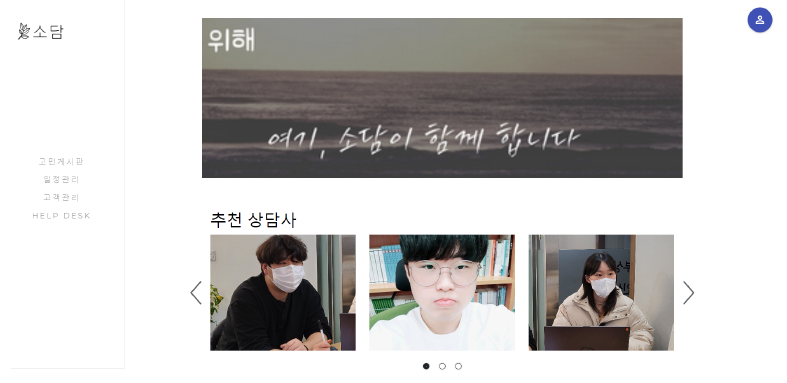 소담
위해
여기, 소담이 함께 합니다
고민게시판
일정관리
고객관리
HELP DESK
추천 상담사